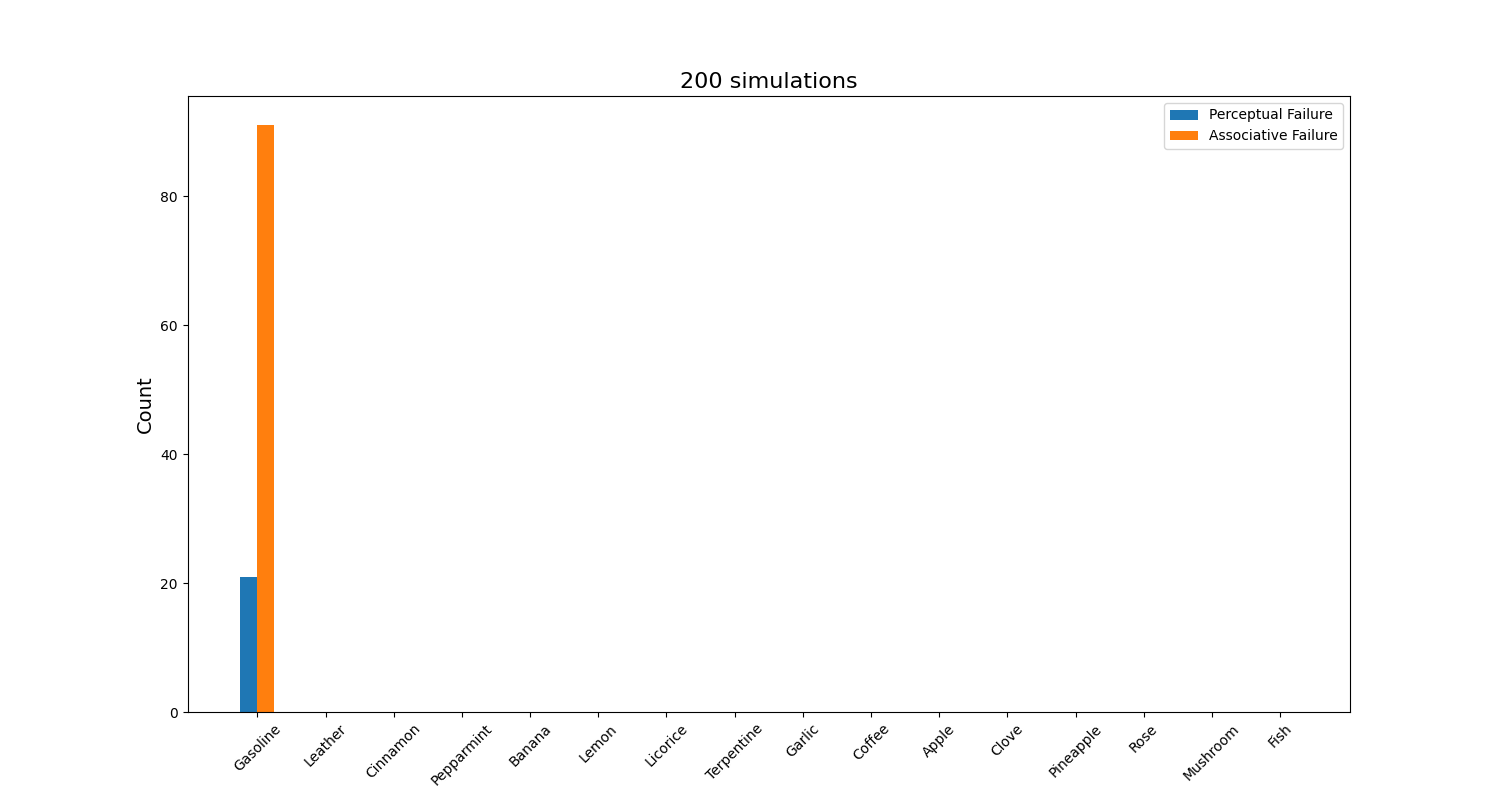 200 simulations
Perceptual Failure
Associative Failure
Count
80
60
40
20
0
Gasoline
Leather
Cinnamon
Pepparmint
Banana
Lemon
Licorice
Terpentine
Garlic
Coffee
Apple
Clove
Pineapple
Rose
Mushroom
Fish